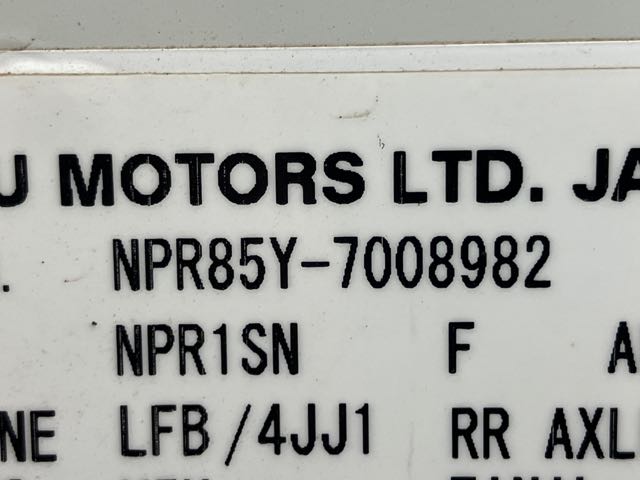 U MOTORS LTD. JA
. NPR85Y-7008982
NPR1SN F A
NE LFB/4JJ1 RR AXL